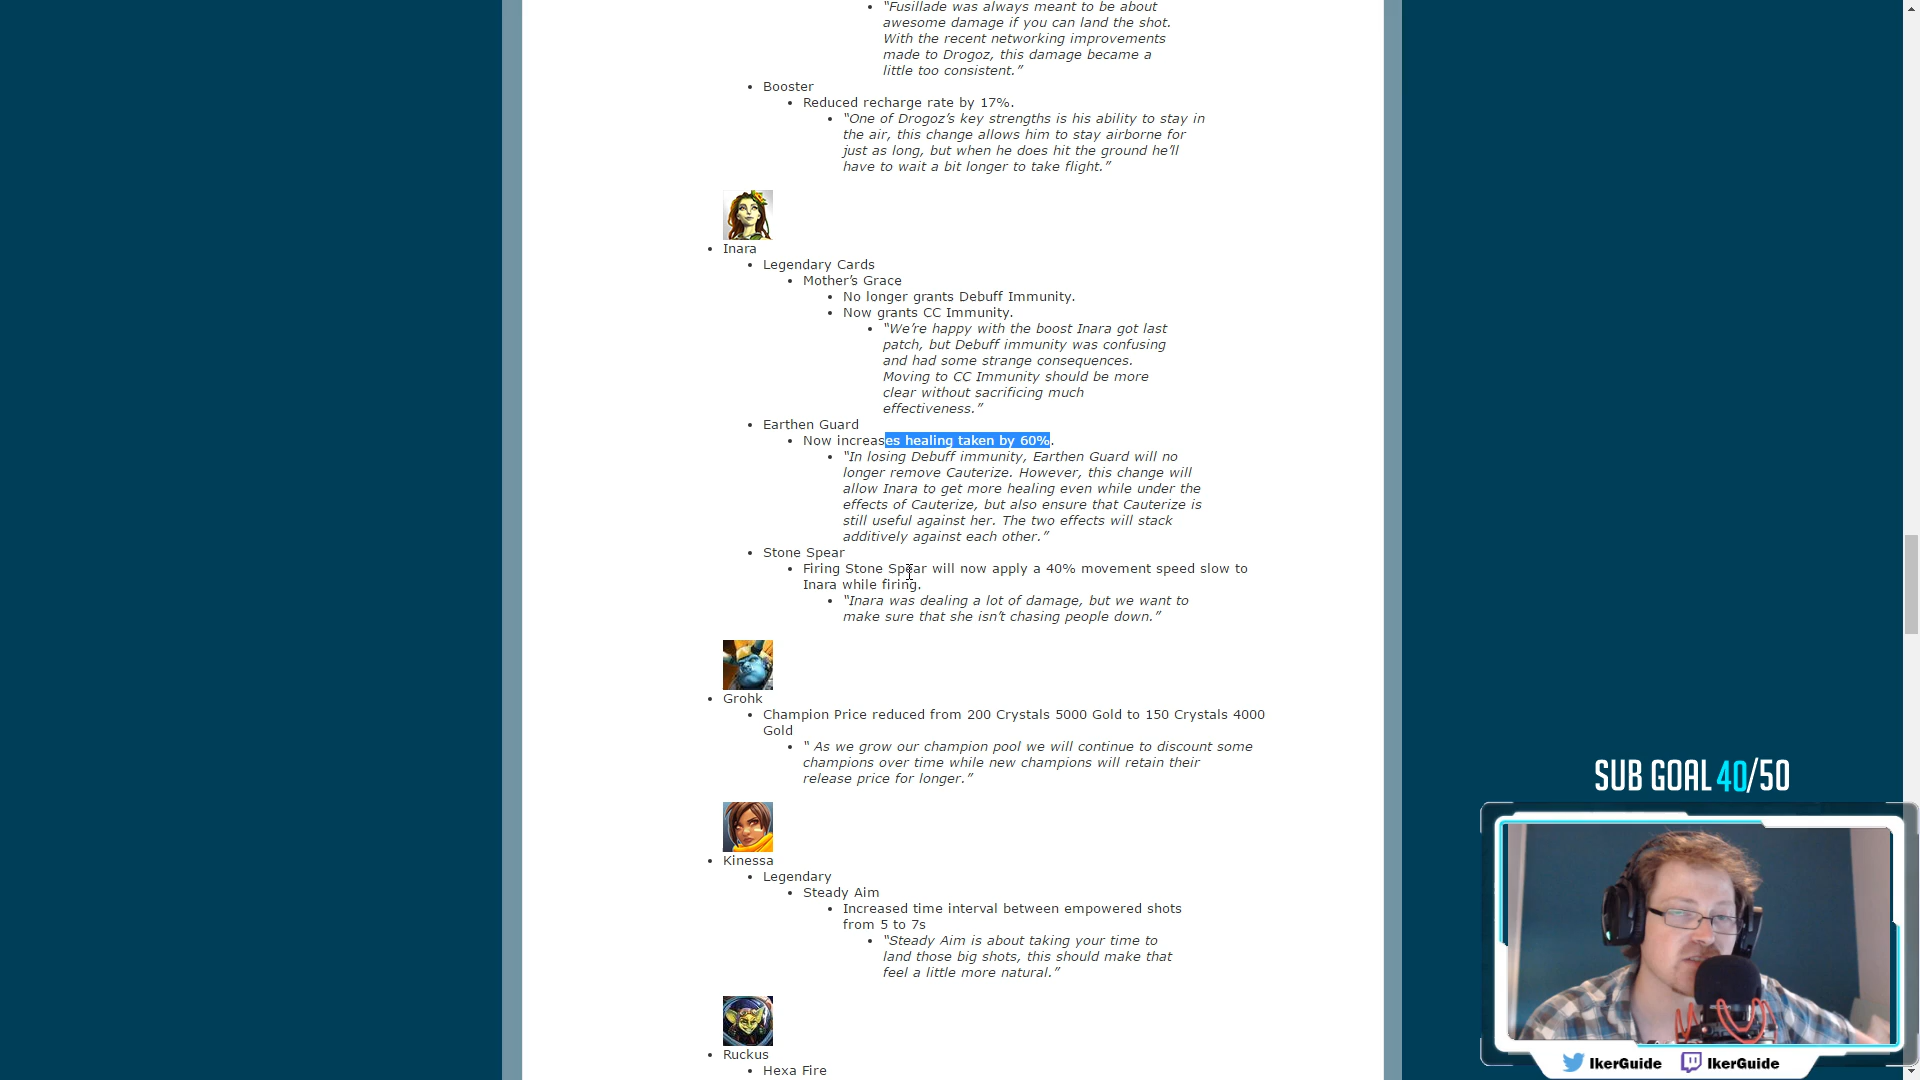 “Fusillade was always meant to be about
awesome damage if you can land the shot.
With the recent networking improvements
made to Drogoz, this damage became a
little too consistent.”
Booster
Reduced recharge rate by 17%.
“One of Drogoz’s key strengths is his ability to stay in
the air, this change allows him to stay airborne for
just as long, but when he does hit the ground he’ll
have to wait a bit longer to take flight.”
Inara
Legendary Cards
Mother’s Grace
No longer grants Debuff Immunity.
Now grants CC Immunity.
“We’re happy with the boost Inara got last
patch, but Debuff immunity was confusing
and had some strange consequences.
Moving to CC Immunity should be more
clear without sacrificing much
effectiveness.”
Earthen Guard
Now increases healing taken by 60%.
“In losing Debuff immunity, Earthen Guard will no
longer remove Cauterize. However, this change will
allow Inara to get more healing even while under the
effects of Cauterize, but also ensure that Cauterize is
still useful against her. The two effects will stack
additively against each other.”
Stone Spear
Firing Stone Spear will now apply a 40% movement speed slow to
Inara while firing.
“Inara was dealing a lot of damage, but we want to
make sure that she isn’t chasing people down.”
Grohk
Champion Price reduced from 200 Crystals 5000 Gold to 150 Crystals 4000
Gold
“ As we grow our champion pool we will continue to discount some
champions over time while new champions will retain their
release price for longer.”
Kinessa
Legendary
Steady Aim
Increased time interval between empowered shots
from 5 to 7s
“Steady Aim is about taking your time to
land those big shots, this should make that
feel a little more natural.”
Ruckus
Hexa Fire
SUB GOAL 40/50
IkerGuide IkerGuide